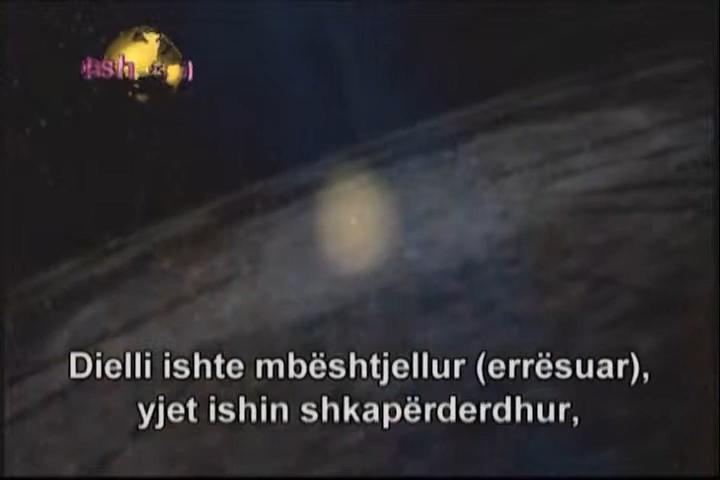 Dielli ishte mbështjellur (errësuar),
yjet ishin shkapërderdhur,